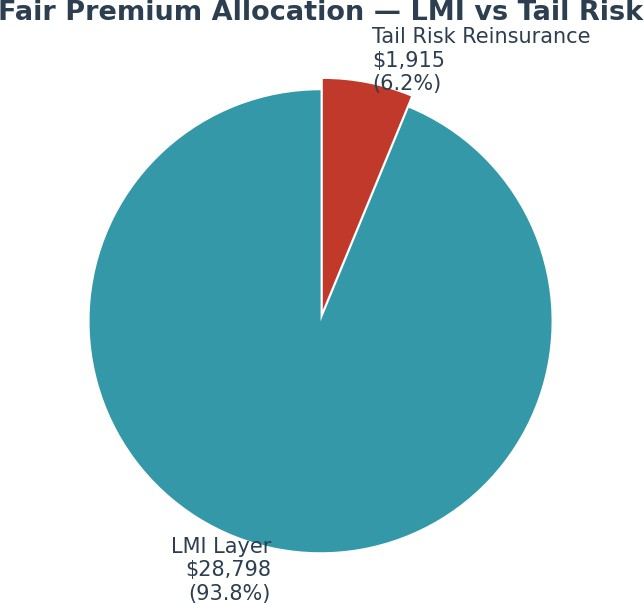 Fair Premium Allocation — LMI vs Tail Risk
Tail Risk Reinsurance
$1,915
(6.2%)
LMI Layer
$28,798
(93.8%)